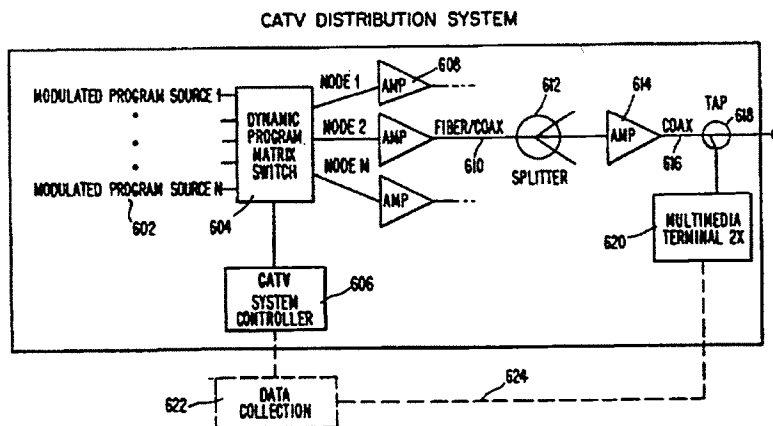 CATV DISTRIBUTION SYSTEM
MODULATED PROGRAM SOURCE 1
MODULATED PROGRAM SOURCE N
602
DYNAMIC
PROGRAM
MATRIX
SWITCH
604
NODE 1
NODE 2
NODE M
AMP
608
AMP
AMP
FIBER/COAX
610
612
SPLITTER
614
AMP
COAX
616
TAP
618
620
MULTIMEDIA
TERMINAL 2X
CATV
SYSTEM
CONTROLLER
606
622
DATA
COLLECTION
624